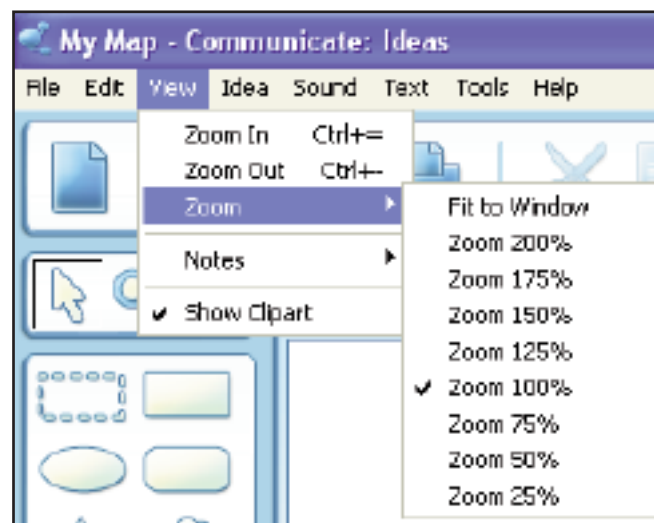 My Map - Communicate: Ideas
File Edit View Idea Sound Text Tools Help
Zoom In Ctrl+=
Zoom Out Ctrl+-
Zoom
Notes
Show Clipart
Fit to Window
Zoom 200%
Zoom 175%
Zoom 150%
Zoom 125%
Zoom 100%
Zoom 75%
Zoom 50%
Zoom 25%